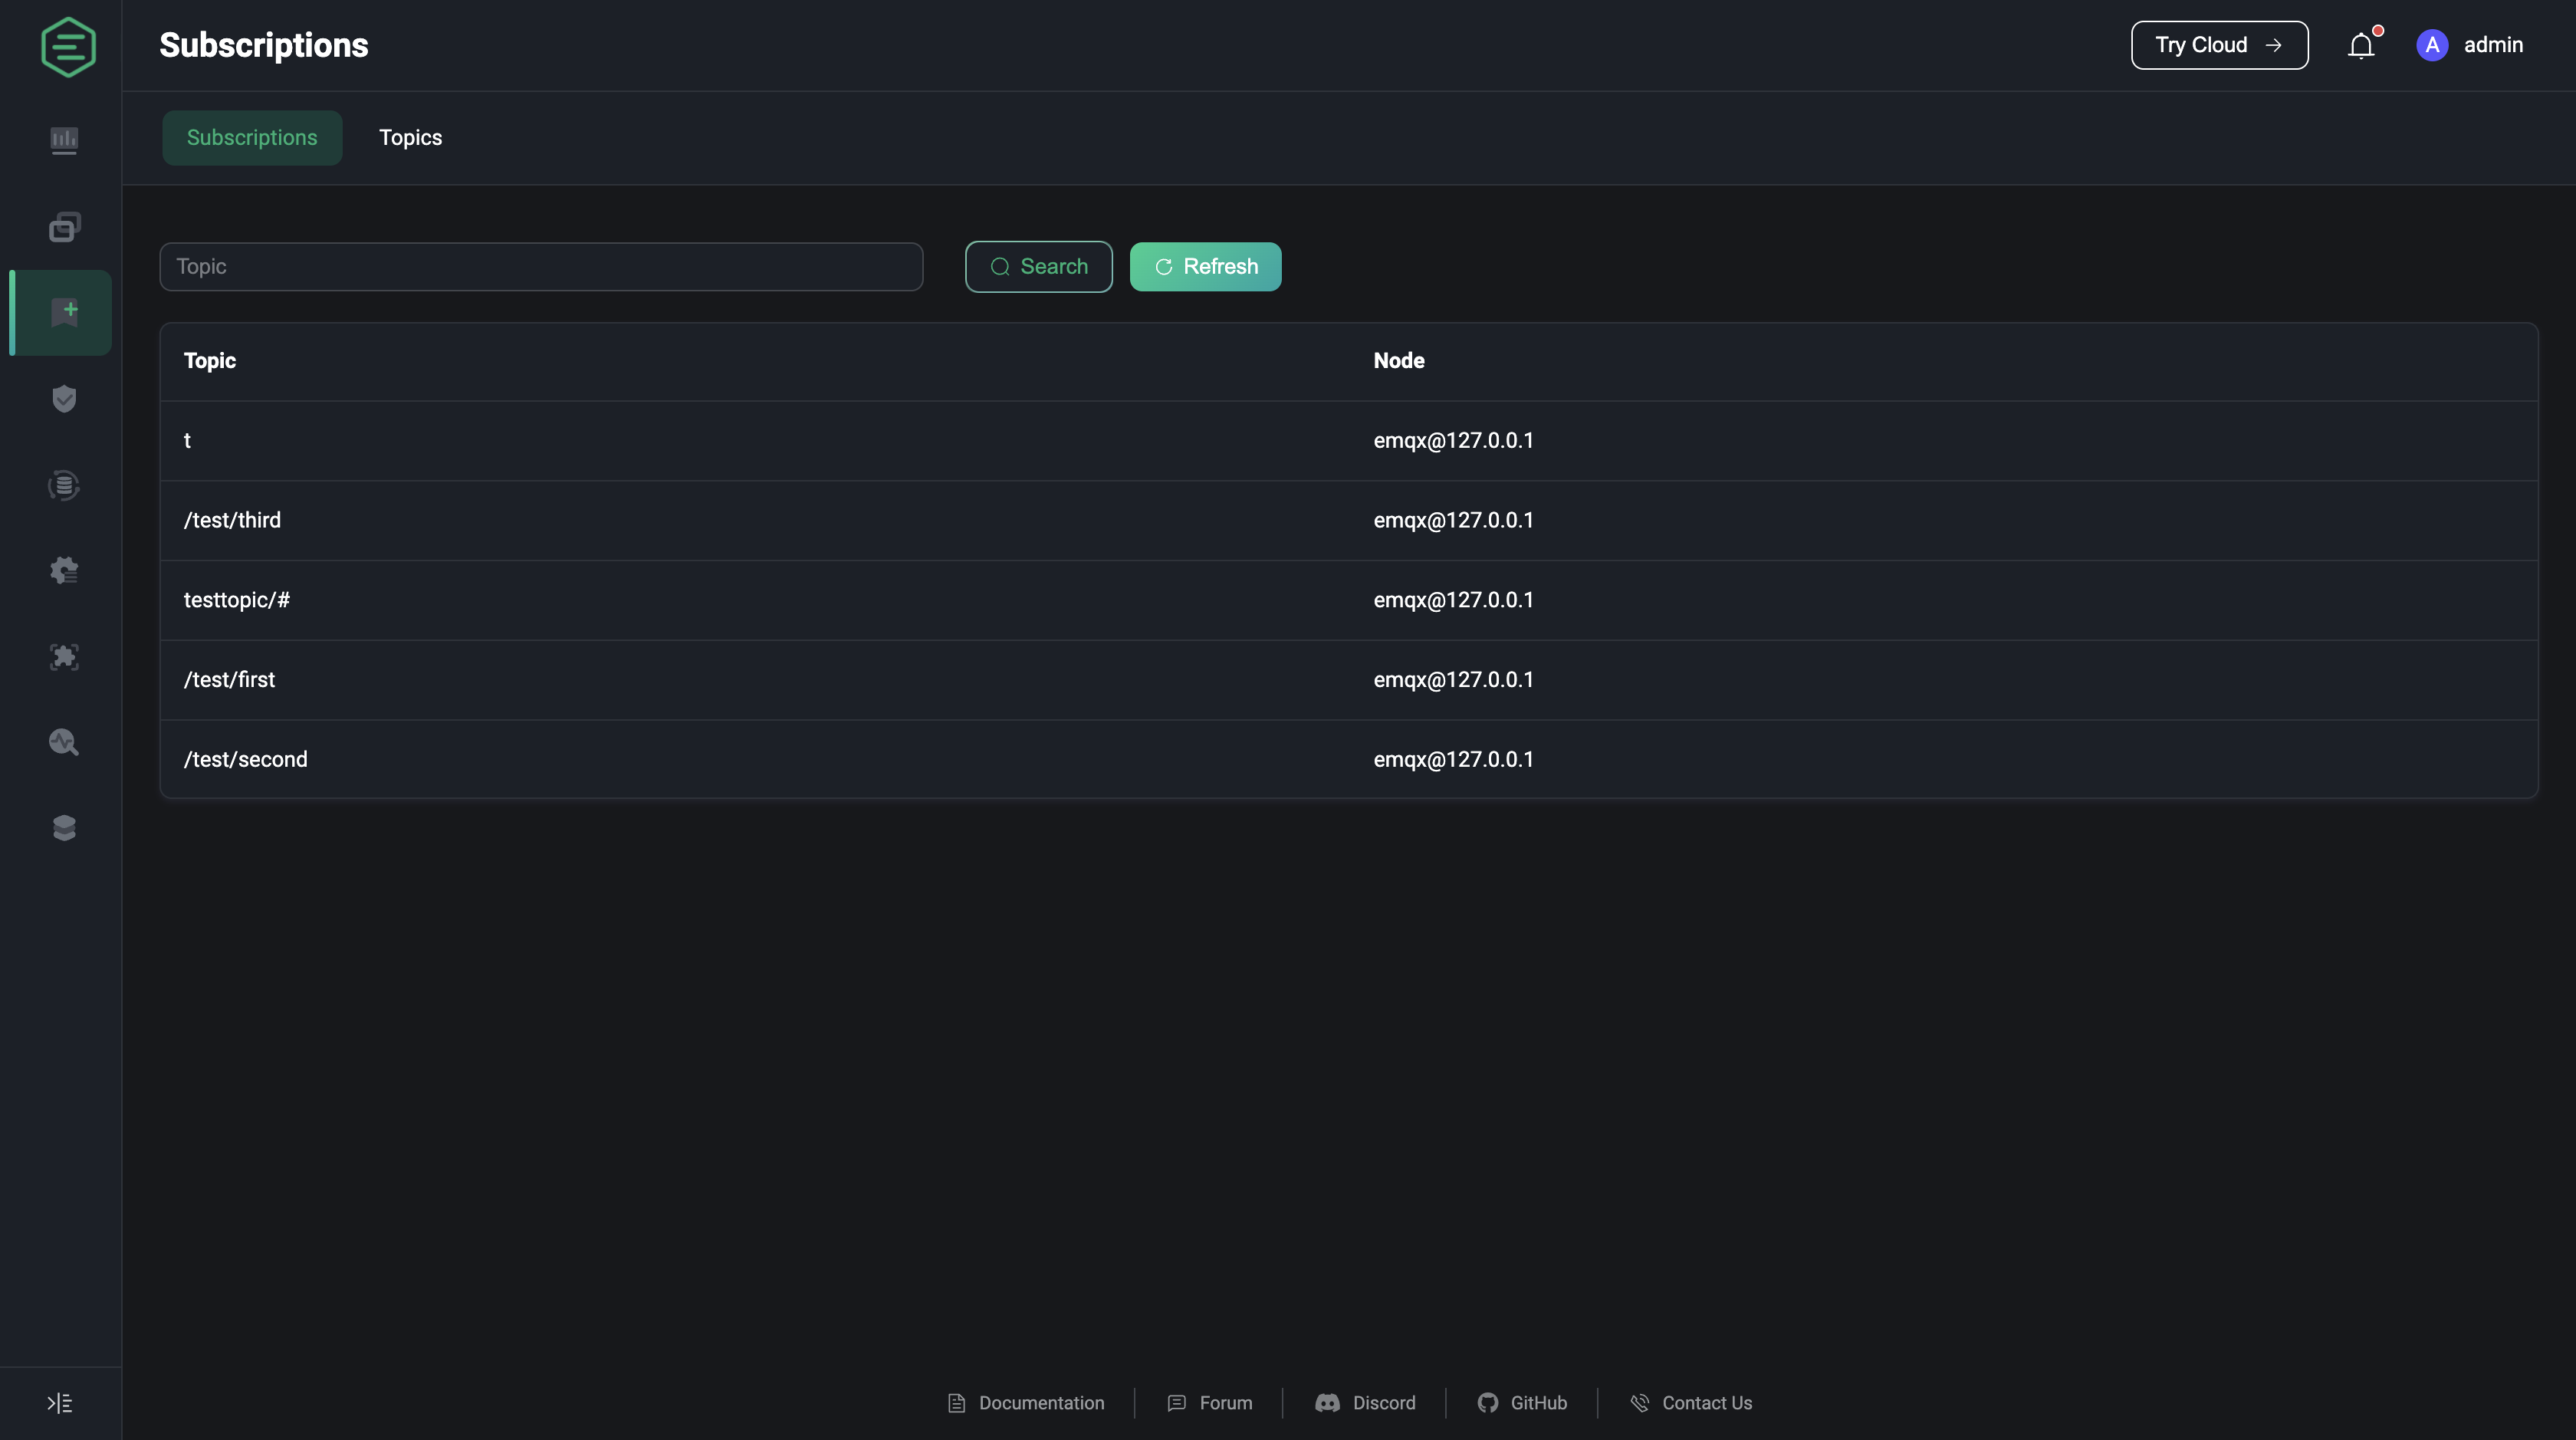 Subscriptions
Try Cloud
A admin
Subscriptions Topics
Topic
Search
Refresh
Topic Node
t emqx@127.0.0.1
/test/third emqx@127.0.0.1
testtopic/# emqx@127.0.0.1
/test/first emqx@127.0.0.1
/test/second emqx@127.0.0.1
Documentation Forum Discord GitHub Contact Us